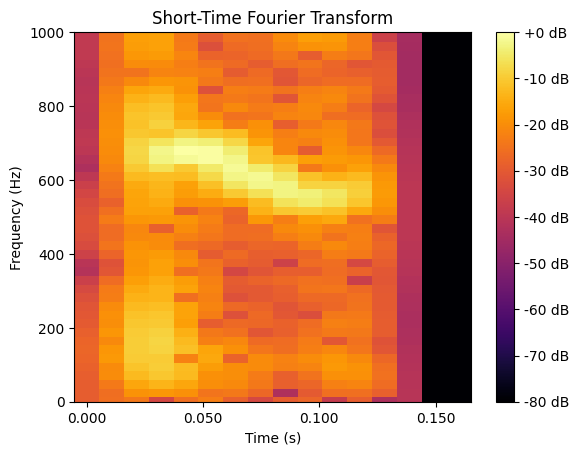 Short-Time Fourier Transform
1000
800
600
400
200
0
Frequency (Hz)
0.000
0.050
0.100
0.150
Time (s)
+0 dB
-10 dB
-20 dB
-30 dB
-40 dB
-50 dB
-60 dB
-70 dB
-80 dB